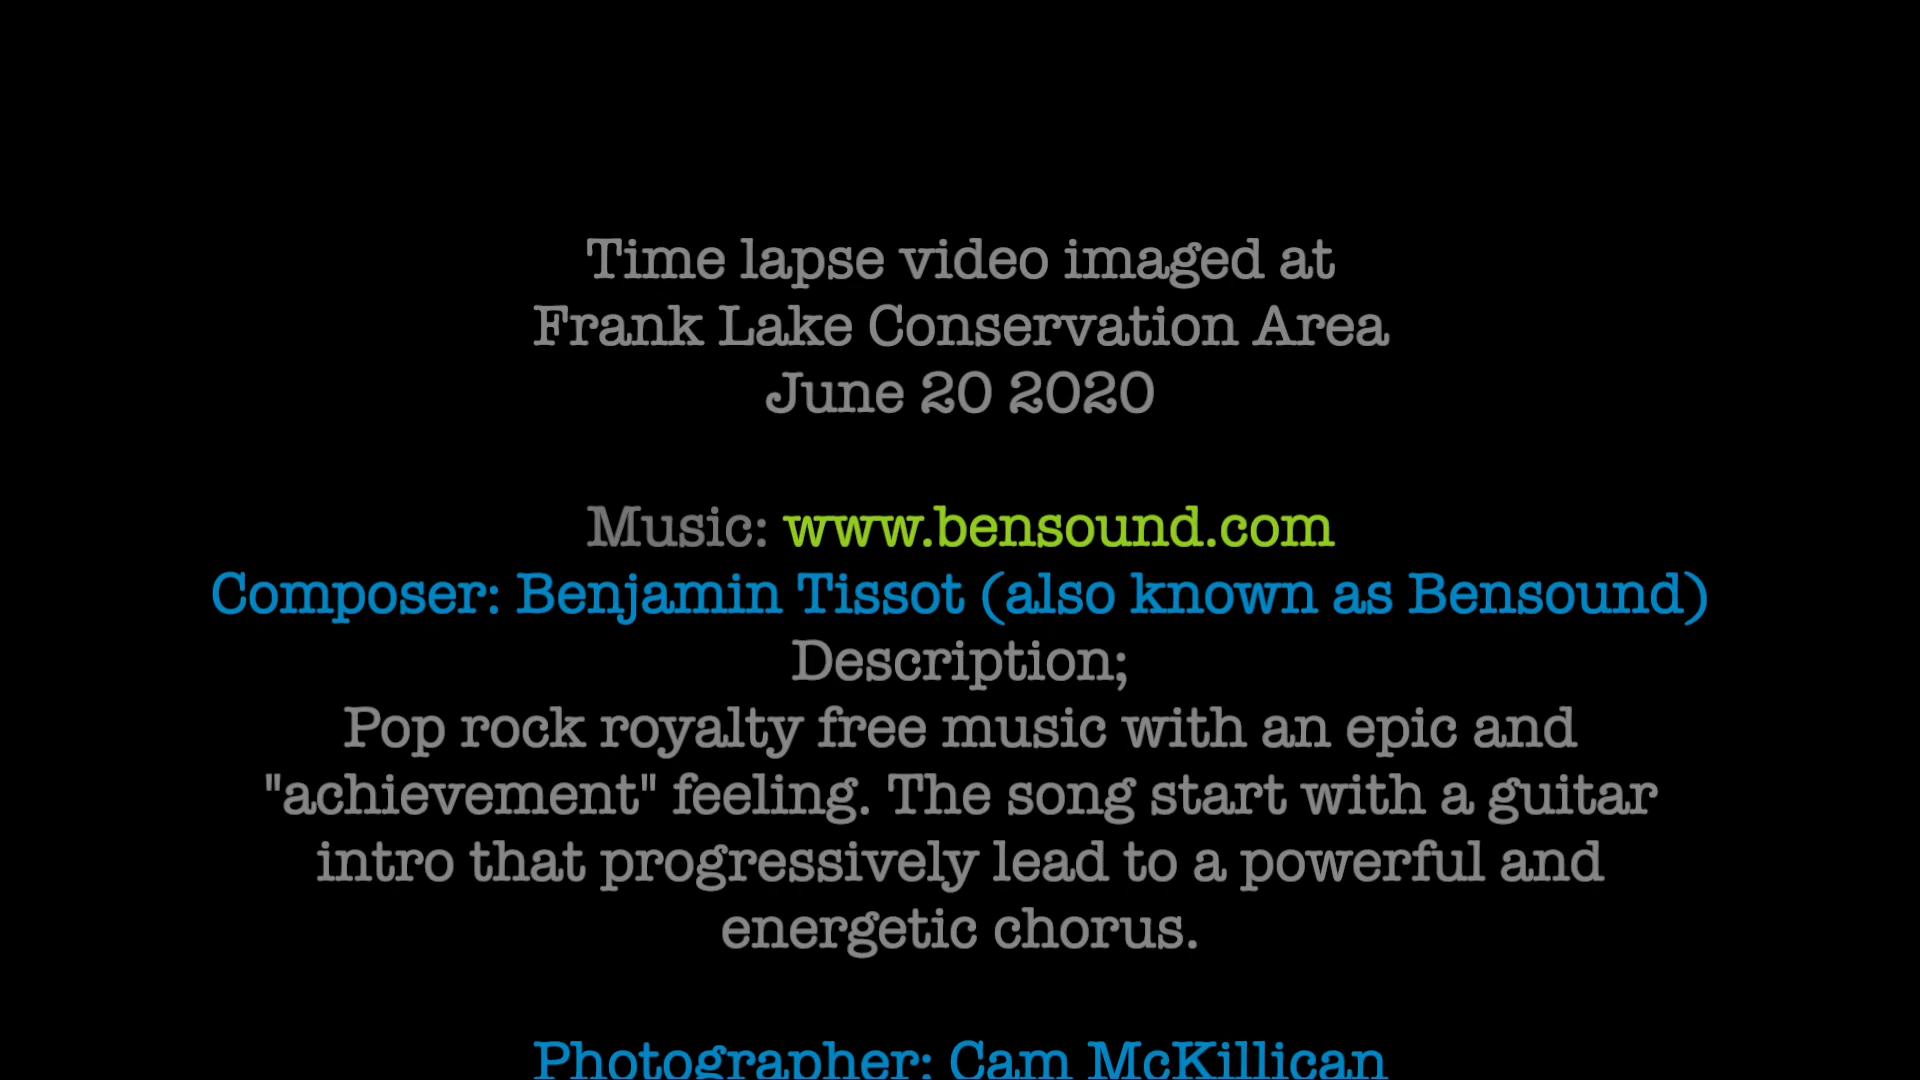 Time lapse video imaged at
Frank Lake Conservation Area
June 20 2020
Music: www.bensound.com
Composer: Benjamin Tissot (also known as Bensound)
Description;
Pop rock royalty free music with an epic and
"achievement" feeling. The song start with a guitar
intro that progressively lead to a powerful and
energetic chorus.
Photographer: Cam McKillican